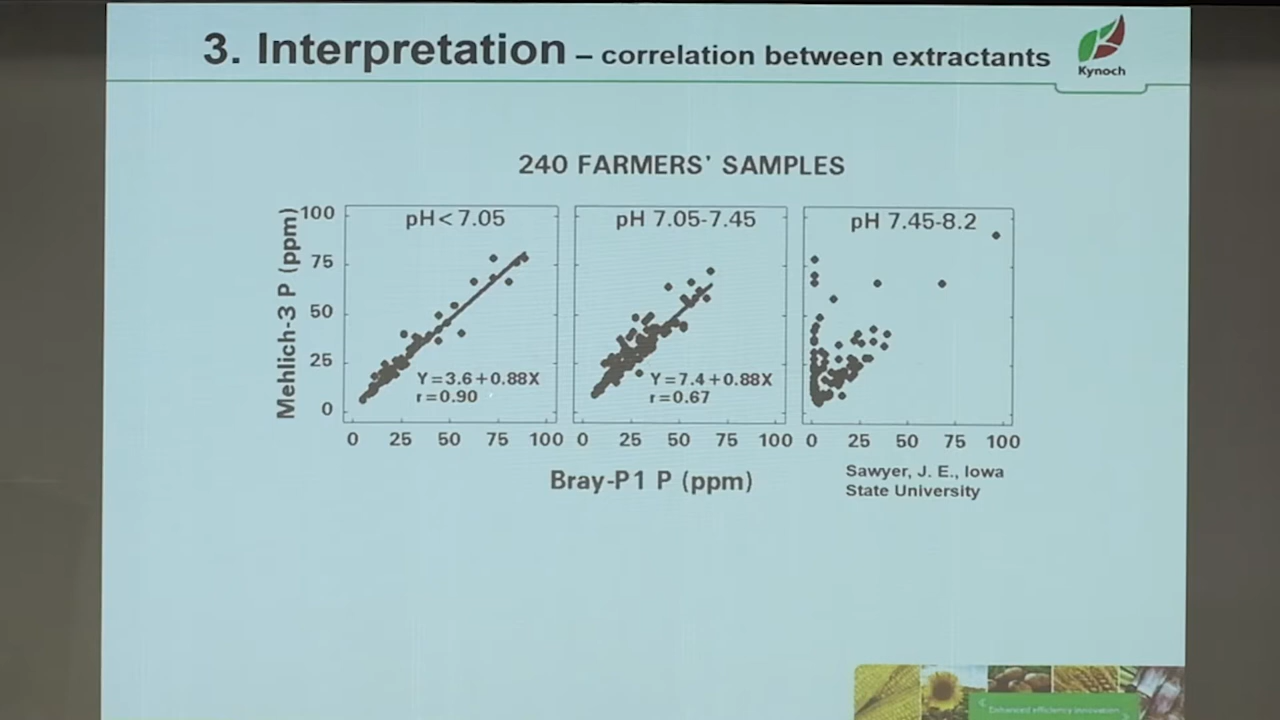 3. Interpretation – correlation between extractants
Kynoch
240 FARMERS' SAMPLES
Mehlich-3 P (ppm)
100
75
50
25
0
pH < 7.05
Y=3.6+0.88X
r=0.90
0 25 50 75 100
pH 7.05-7.45
Y=7.4+0.88X
r=0.67
0 25 50 75 100
pH 7.45-8.2
0 25 50 75 100
Bray-P1 P (ppm)
Sawyer, J. E., Iowa
State University
Enhanced efficiency innovation